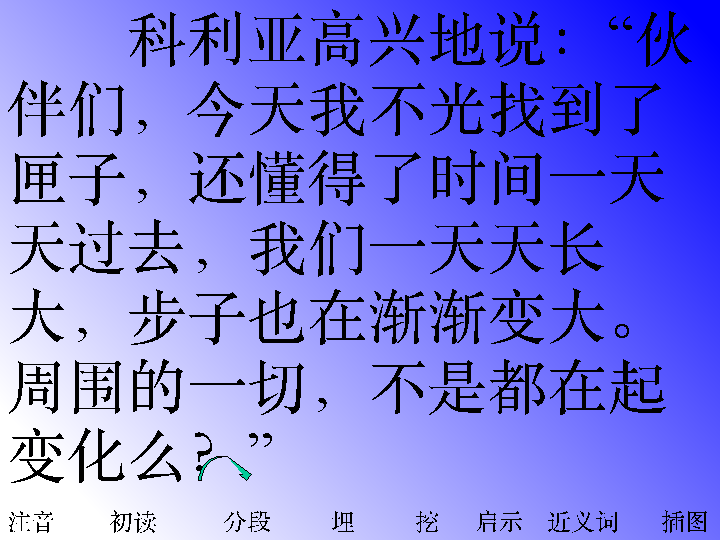 科利亚高兴地说：“伙
伴们，今天我不光找到了
匣子，还懂得了时间一天
天过去，我们一天天长
大，步子也在渐渐变大。
周围的一切，不是都在起
变化么？”
注音 初读 分段 埋 挖 启示 近义词 插图